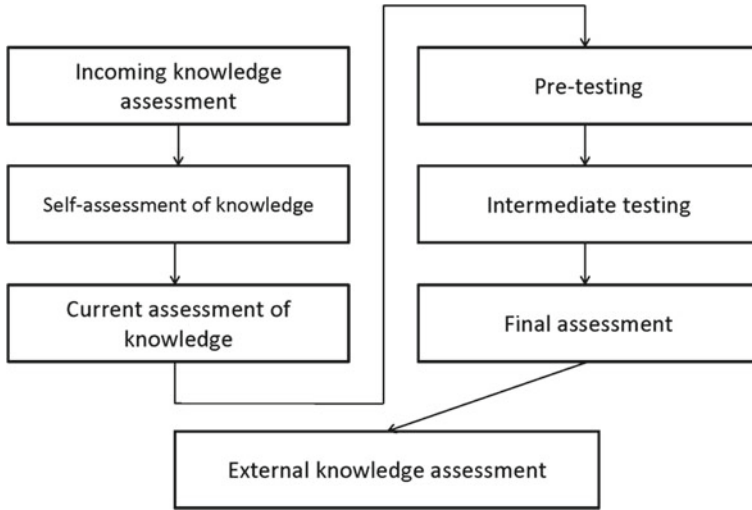 Incoming knowledge
assessment
Self-assessment of knowledge
Current assessment of
knowledge
Pre-testing
Intermediate testing
Final assessment
External knowledge assessment